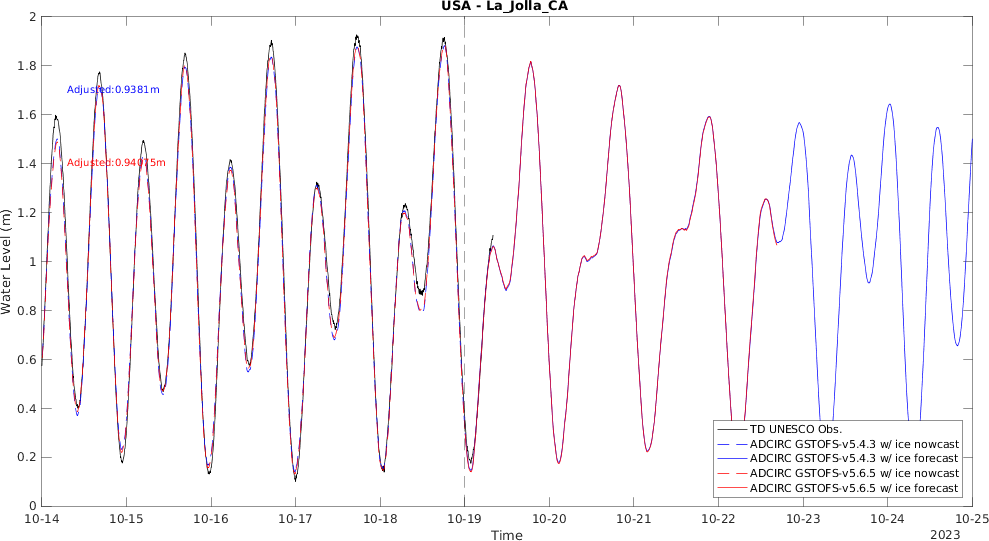 USA - La_Jolla_CA
2
1.8
Adjusted:0.9381m
1.6
1.4
Adjusted:0.94075m
1.2
1
0.8
0.6
0.4
0.2
0
Water Level (m)
TD UNESCO Obs.
ADCIRC GSTOFS-v5.4.3 w/ ice nowcast
ADCIRC GSTOFS-v5.4.3 w/ ice forecast
ADCIRC GSTOFS-v5.6.5 w/ ice nowcast
ADCIRC GSTOFS-v5.6.5 w/ ice forecast
10-14 10-15 10-16 10-17 10-18 10-19 10-20 10-21 10-22 10-23 10-24 10-25
Time
2023